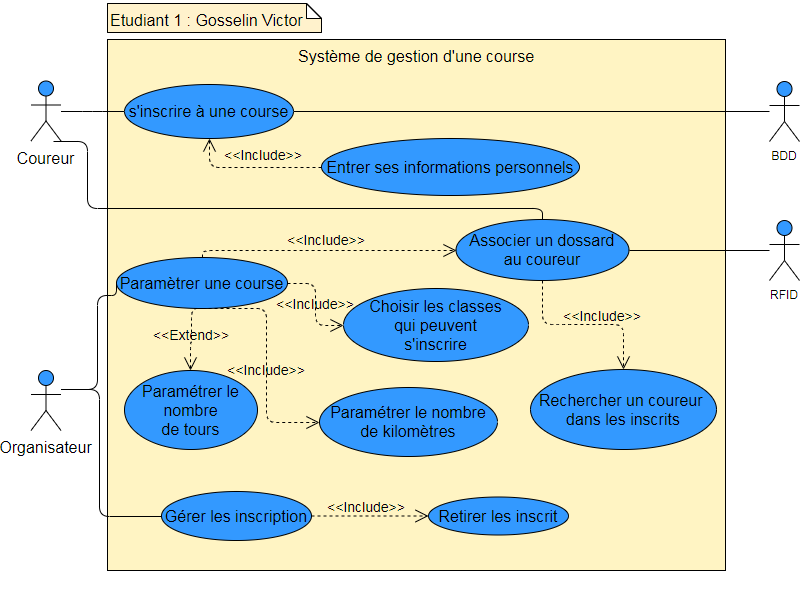 Etudiant 1 : Gosselin Victor
Système de gestion d'une course
s'inscrire à une course
Coureur
BDD
<<Include>>
Entrer ses informations personnels
<<Include>>
Associer un dossard
au coureur
RFID
Paramètrer une course
<<Include>>
Choisir les classes
qui peuvent
s'inscrire
<<Include>>
<<Extend>>
<<Include>>
Organisateur
Paramétrer le
nombre
de tours
Paramétrer le nombre
de kilomètres
Rechercher un coureur
dans les inscrits
Gérer les inscription
<<Include>>
Retirer les inscrit